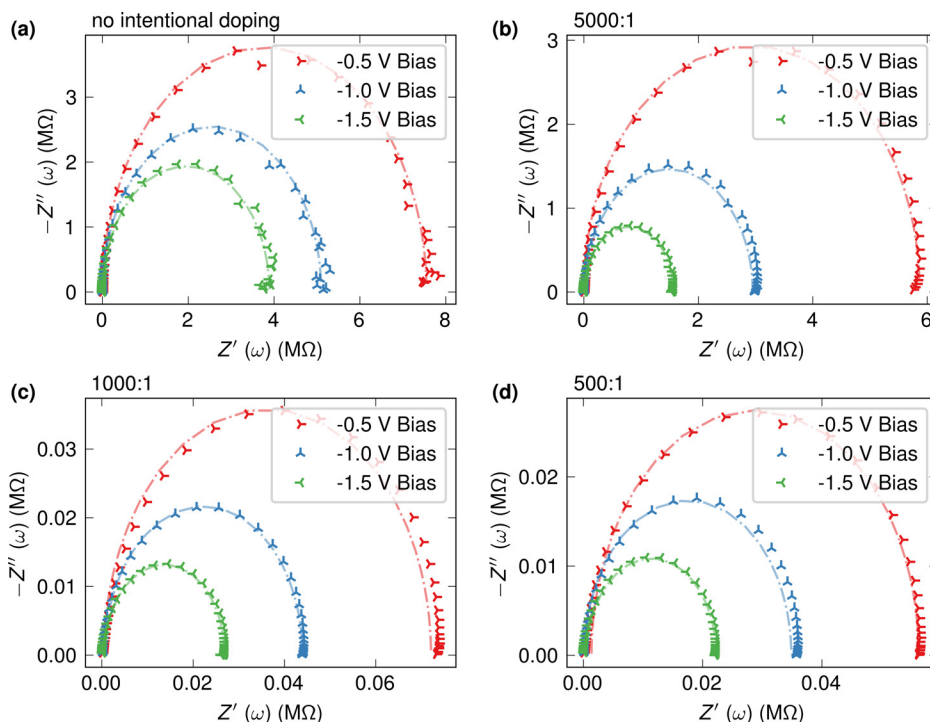 (a) no intentional doping
-0.5 V Bias
-1.0 V Bias
-1.5 V Bias
−Z′′ (ω) (MΩ)
3
2
1
0
0 2 4 6 8
Z′ (ω) (MΩ)
(b) 5000:1
-0.5 V Bias
-1.0 V Bias
-1.5 V Bias
−Z′′ (ω) (MΩ)
3
2
1
0
0 2 4 6
Z′ (ω) (MΩ)
(c) 1000:1
-0.5 V Bias
-1.0 V Bias
-1.5 V Bias
−Z′′ (ω) (MΩ)
0.03
0.02
0.01
0.00
0.00 0.02 0.04 0.06
Z′ (ω) (MΩ)
(d) 500:1
-0.5 V Bias
-1.0 V Bias
-1.5 V Bias
−Z′′ (ω) (MΩ)
0.02
0.01
0.00
0.00 0.02 0.04
Z′ (ω) (MΩ)